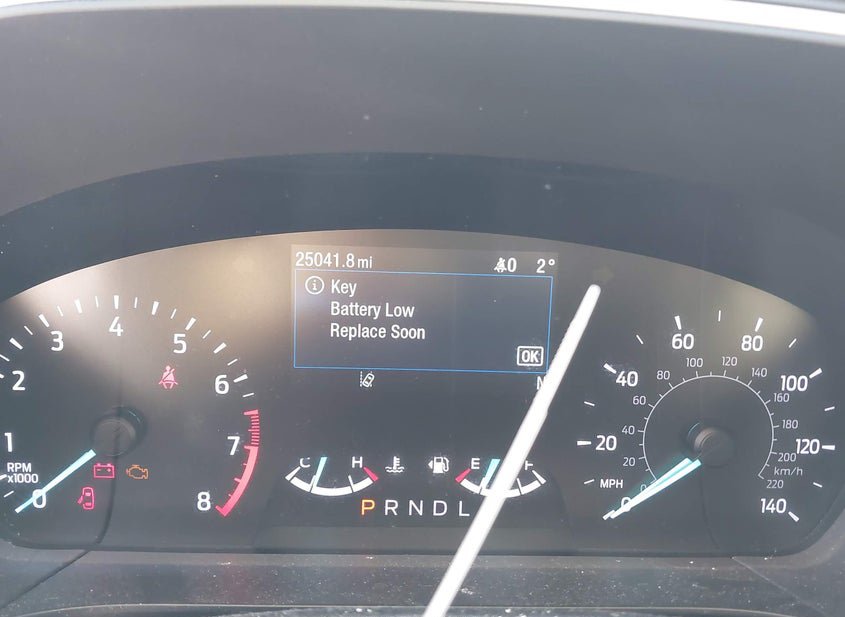 25041.8 mi 0 2°
Key
Battery Low
Replace Soon
OK
0 1 2 3 4 5 6 7 8
RPM
x1000
C H
E
P R N D L
0 20 40 60 80 100 120 140
MPH
0 20 40 60 80 100 120 140 160 180 200 220
km/h